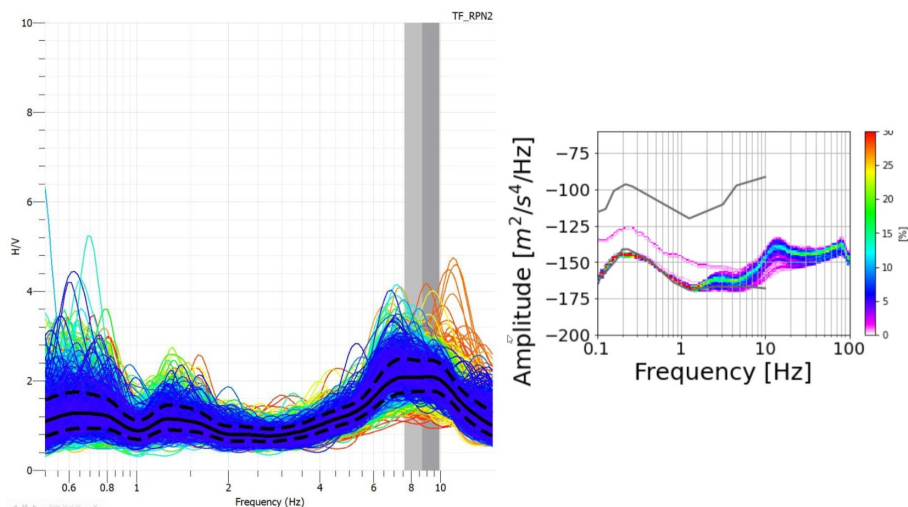 TF_RPN2
10
8
6
4
2
0
H/V
0.6 0.8 1 2 4 6 8 10
Frequency (Hz)
−75
−100
−125
−150
−175
−200
Amplitude [m²/s⁴/Hz]
0.1 1 10 100
Frequency [Hz]
30
25
20
15
10
5
0
[%]